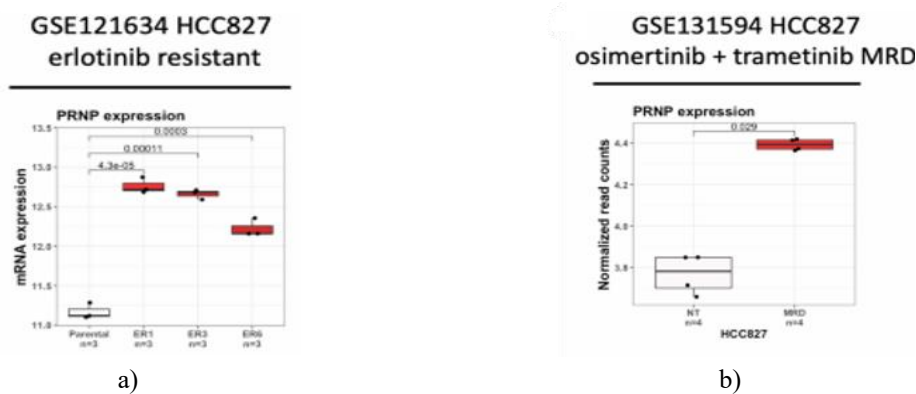 GSE121634 HCC827
erlotinib resistant
PRNP expression
mRNA expression
13.5
13.0
12.5
12.0
11.5
11.0
0.0003
0.00011
4.3e-05
Parental
n=3
ER1
n=3
ER3
n=3
ER6
n=3
a)
GSE131594 HCC827
osimertinib + trametinib MRD
PRNP expression
Normalized read counts
4.4
4.2
4.0
3.8
0.029
NT
n=4
MRD
n=4
HCC827
b)